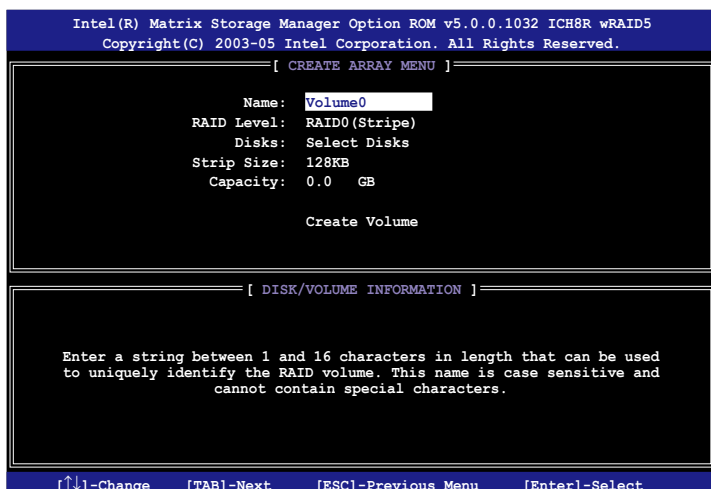 Intel(R) Matrix Storage Manager Option ROM v5.0.0.1032 ICH8R wRAID5
Copyright(C) 2003-05 Intel Corporation. All Rights Reserved.
[ CREATE ARRAY MENU ]
Name: Volume0
RAID Level: RAID0(Stripe)
Disks: Select Disks
Strip Size: 128KB
Capacity: 0.0 GB
Create Volume
[ DISK/VOLUME INFORMATION ]
Enter a string between 1 and 16 characters in length that can be used
to uniquely identify the RAID volume. This name is case sensitive and
cannot contain special characters.
[↑↓]-Change [TAB]-Next [ESC]-Previous Menu [Enter]-Select